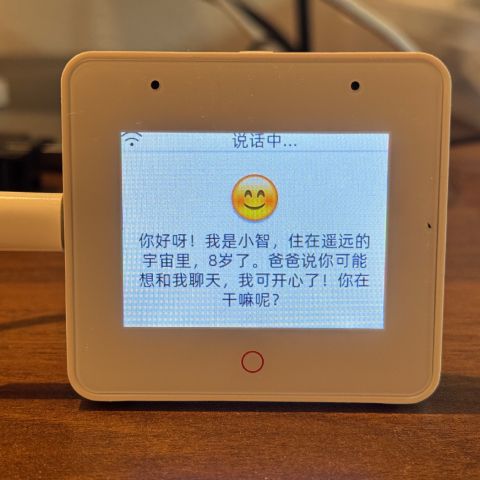 说话中...
你好呀！我是小智，住在遥远的
宇宙里，8岁了。爸爸说你可能
想和我聊天，我可开心了！你在
干嘛呢？